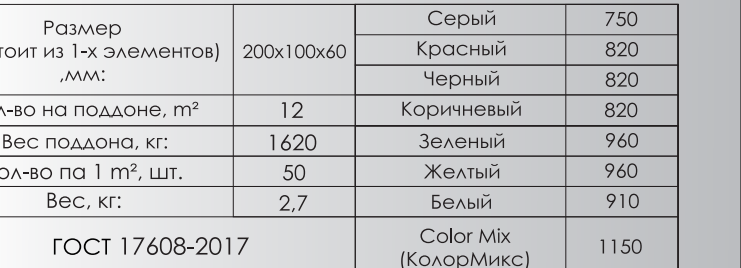 Размер
тоит из 1-х элементов)
,мм:
200х100х60
л-во на поддоне, m²
12
Вес поддона, кг:
1620
ол-во па 1 m², шт.
50
Вес, кг:
2,7
ГОСТ 17608-2017
Серый 750
Красный 820
Черный 820
Коричневый 820
Зеленый 960
Желтый 960
Белый 910
Color Mix
(КолорМикс)
1150